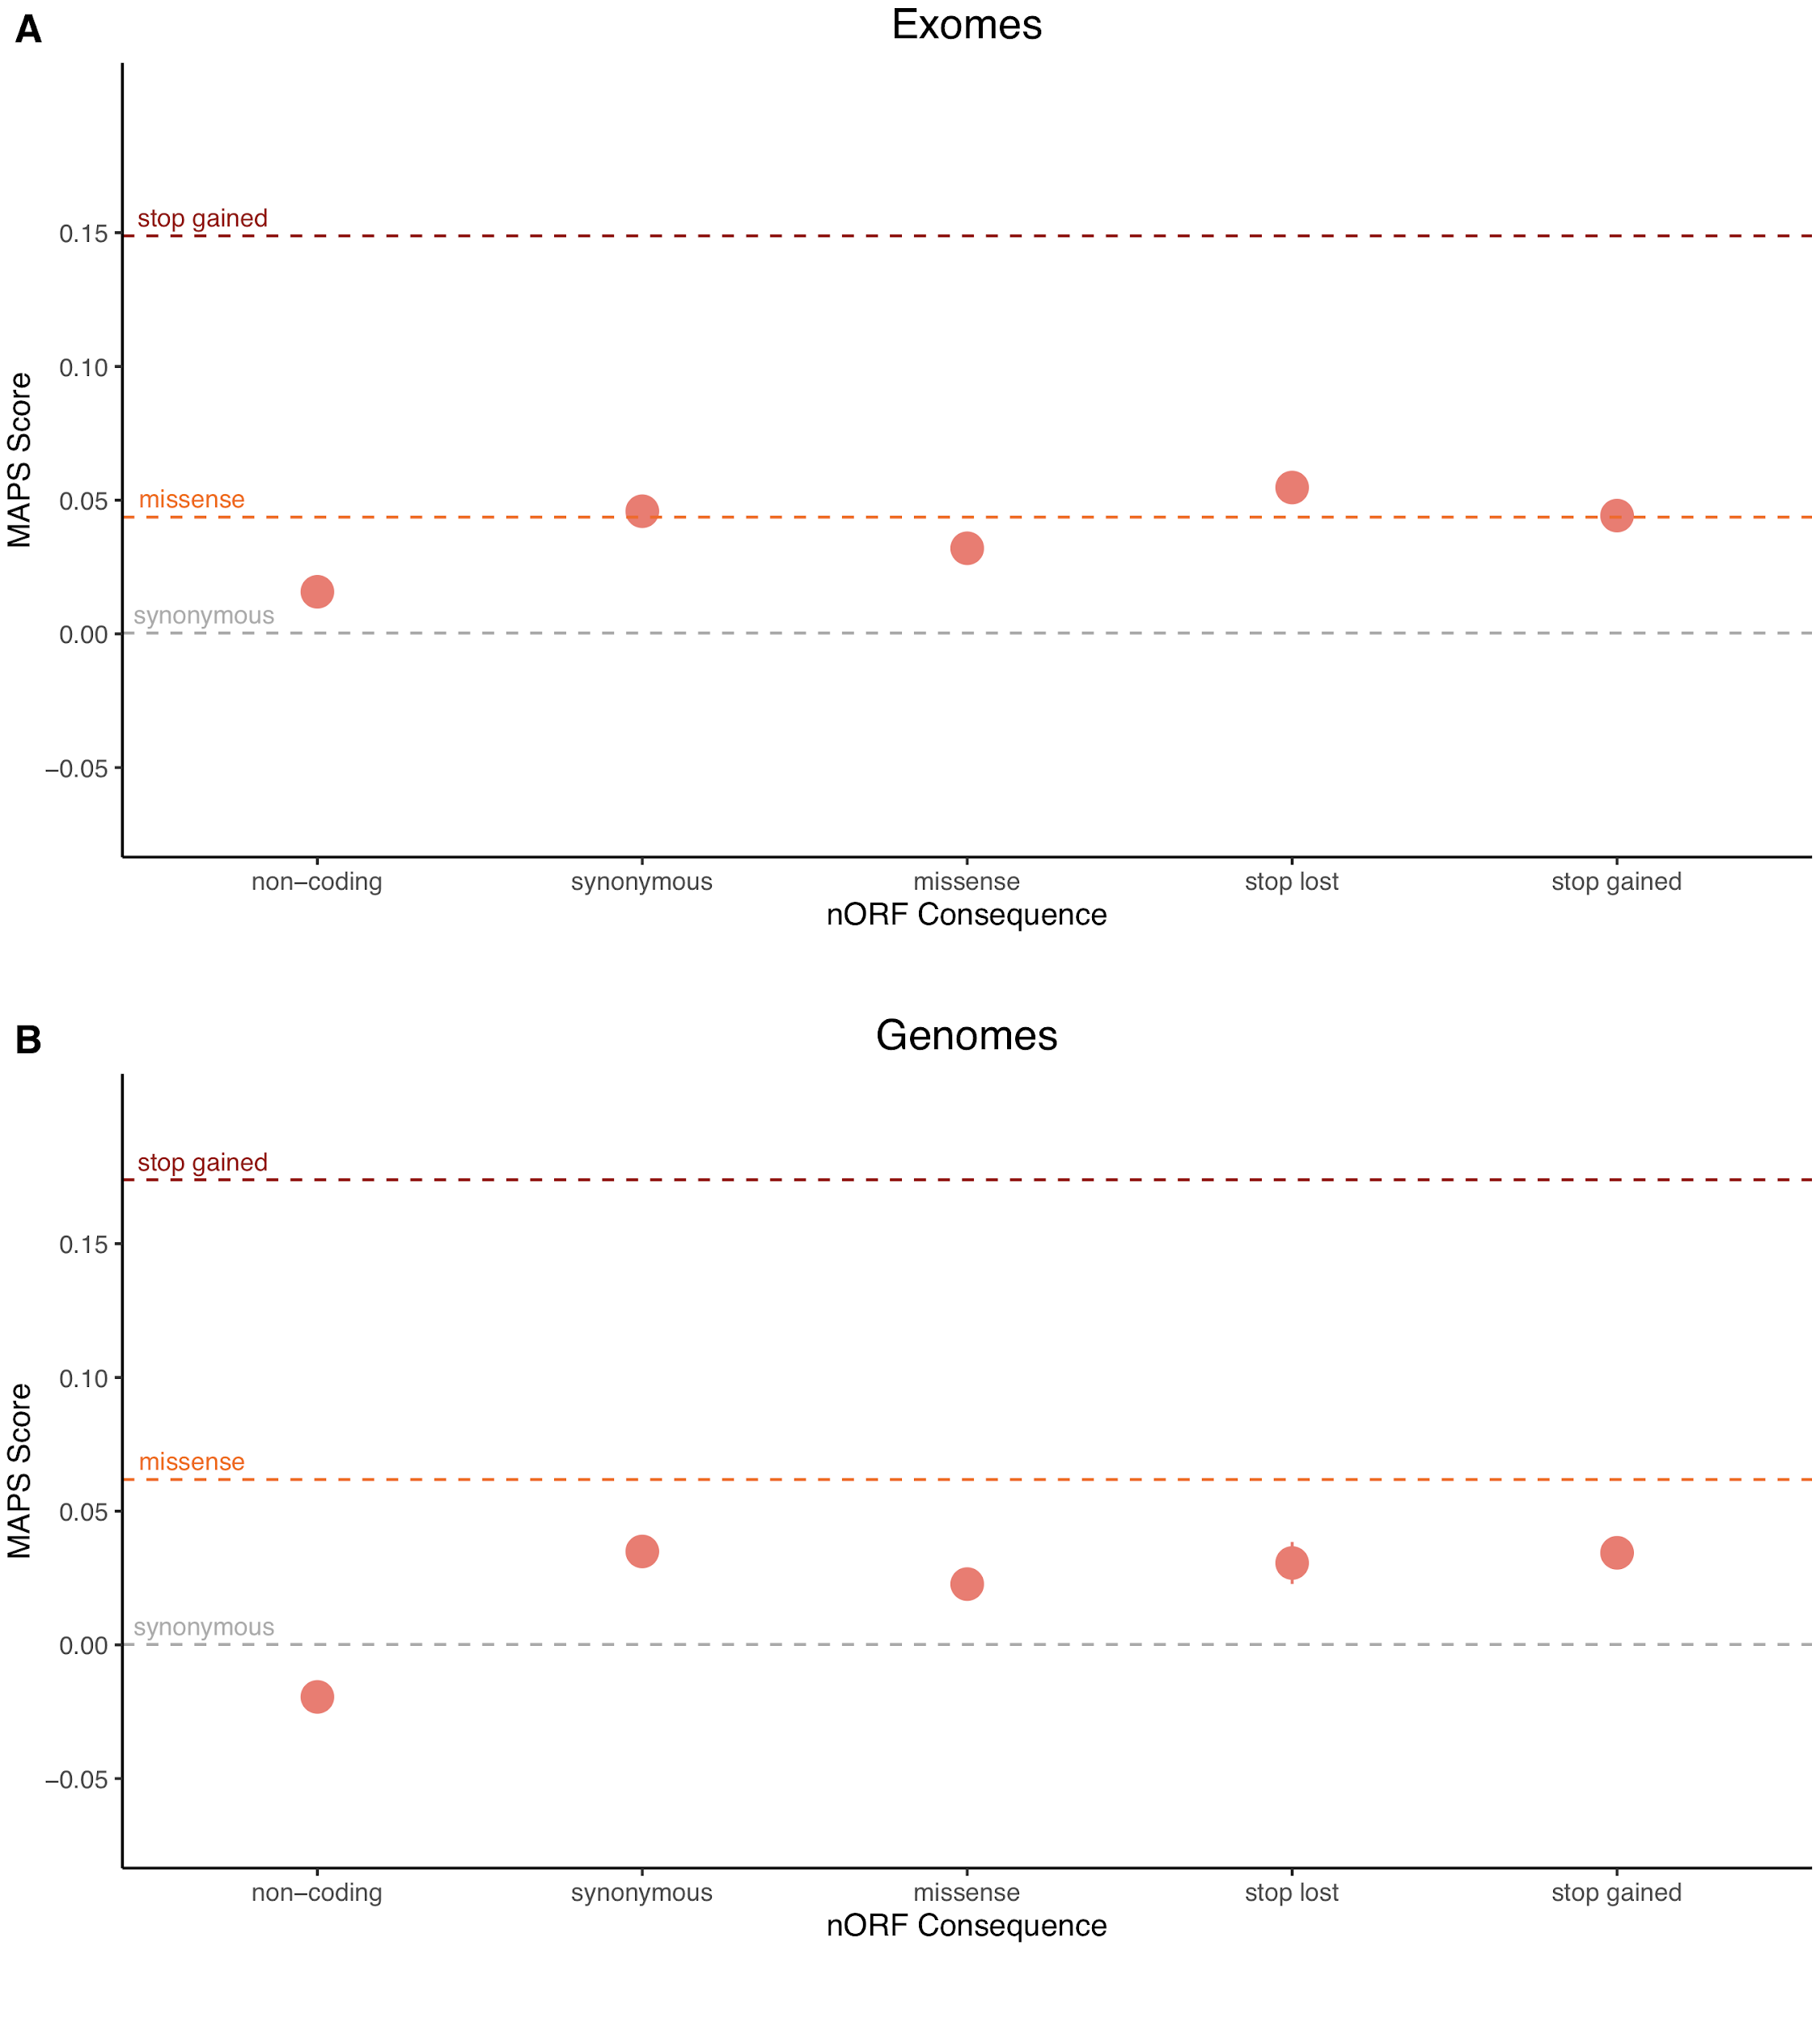 A
Exomes
MAPS Score
0.15
0.10
0.05
0.00
−0.05
stop gained
missense
synonymous
non−coding synonymous missense stop lost stop gained
nORF Consequence
B
Genomes
MAPS Score
0.15
0.10
0.05
0.00
−0.05
stop gained
missense
synonymous
non−coding synonymous missense stop lost stop gained
nORF Consequence